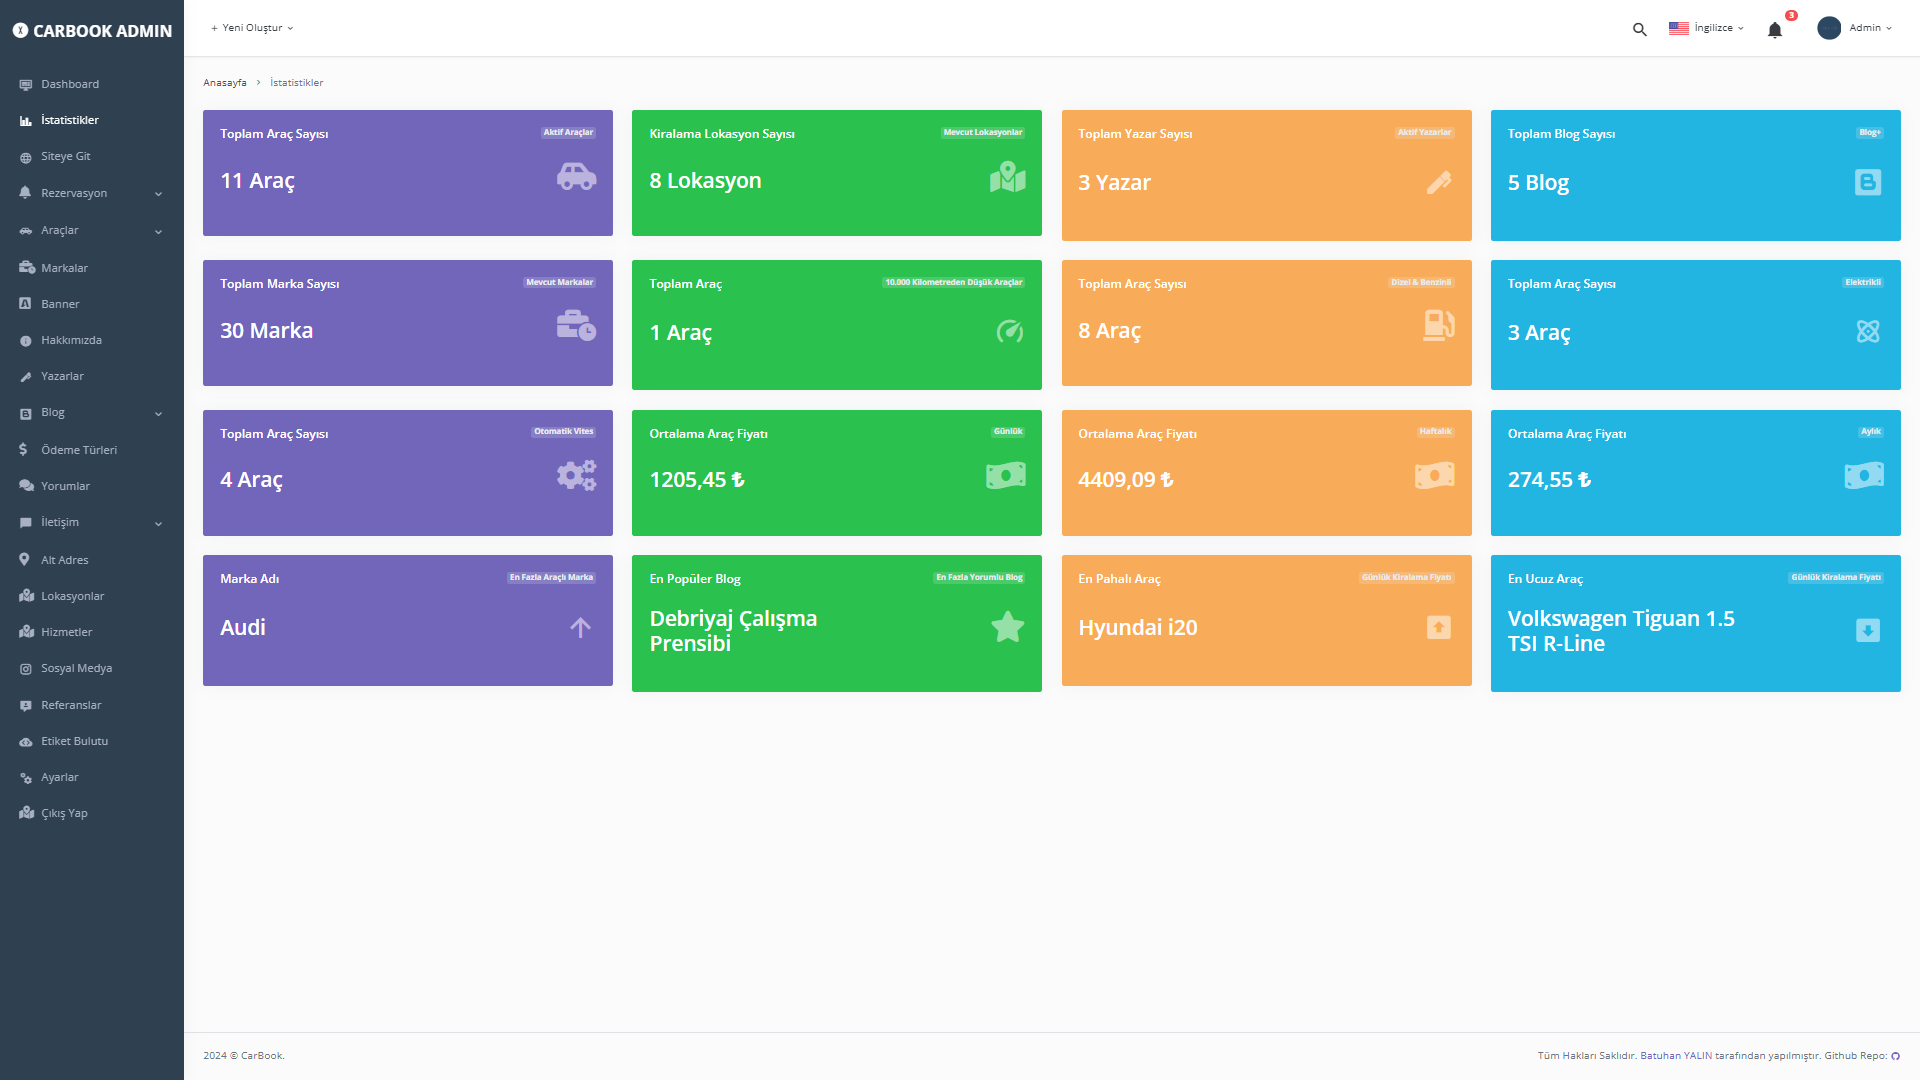 CARBOOK ADMIN
Dashboard
İstatistikler
Siteye Git
Rezervasyon
Araçlar
Markalar
Banner
Hakkımızda
Yazarlar
Blog
Ödeme Türleri
Yorumlar
İletişim
Alt Adres
Lokasyonlar
Hizmetler
Sosyal Medya
Referanslar
Etiket Bulutu
Ayarlar
Çıkış Yap
+ Yeni Oluştur
İngilizce
3
Admin
Anasayfa > İstatistikler
Toplam Araç Sayısı
Aktif Araçlar
11 Araç
Kiralama Lokasyon Sayısı
Mevcut Lokasyonlar
8 Lokasyon
Toplam Yazar Sayısı
Aktif Yazarlar
3 Yazar
Toplam Blog Sayısı
Blog+
5 Blog
Toplam Marka Sayısı
Mevcut Markalar
30 Marka
Toplam Araç
10.000 Kilometreden Düşük Araçlar
1 Araç
Toplam Araç Sayısı
Dizel & Benzinli
8 Araç
Toplam Araç Sayısı
Elektrikli
3 Araç
Toplam Araç Sayısı
Otomatik Vites
4 Araç
Ortalama Araç Fiyatı
Günlük
1205,45 ₺
Ortalama Araç Fiyatı
Haftalık
4409,09 ₺
Ortalama Araç Fiyatı
Aylık
274,55 ₺
Marka Adı
En Fazla Araçlı Marka
Audi
En Popüler Blog
En Fazla Yorumlu Blog
Debriyaj Çalışma
Prensibi
En Pahalı Araç
Günlük Kiralama Fiyatı
Hyundai i20
En Ucuz Araç
Günlük Kiralama Fiyatı
Volkswagen Tiguan 1.5
TSI R-Line
2024 © CarBook.
Tüm Hakları Saklıdır. Batuhan YALIN tarafından yapılmıştır. Github Repo: